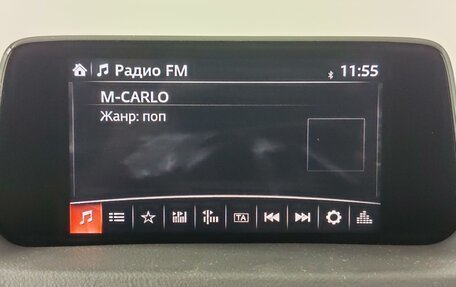 Радио FM
11:55
M-CARLO
Жанр: поп
TA